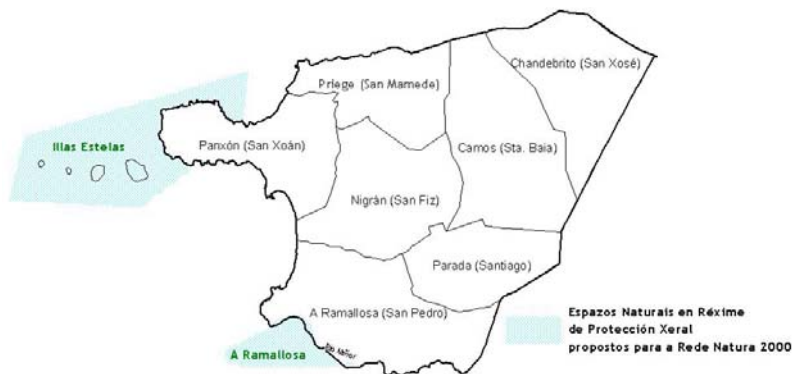 Chandebrito (San Xosé)
Priege (San Mamede)
Illas Estelas
Panxón (San Xoán)
Camos (Sta. Baia)
Nigrán (San Fiz)
Parada (Santiago)
A Ramallosa (San Pedro)
Espazos Naturais en Réxime
de Protección Xeral
propostos para a Rede Natura 2000
A Ramallosa